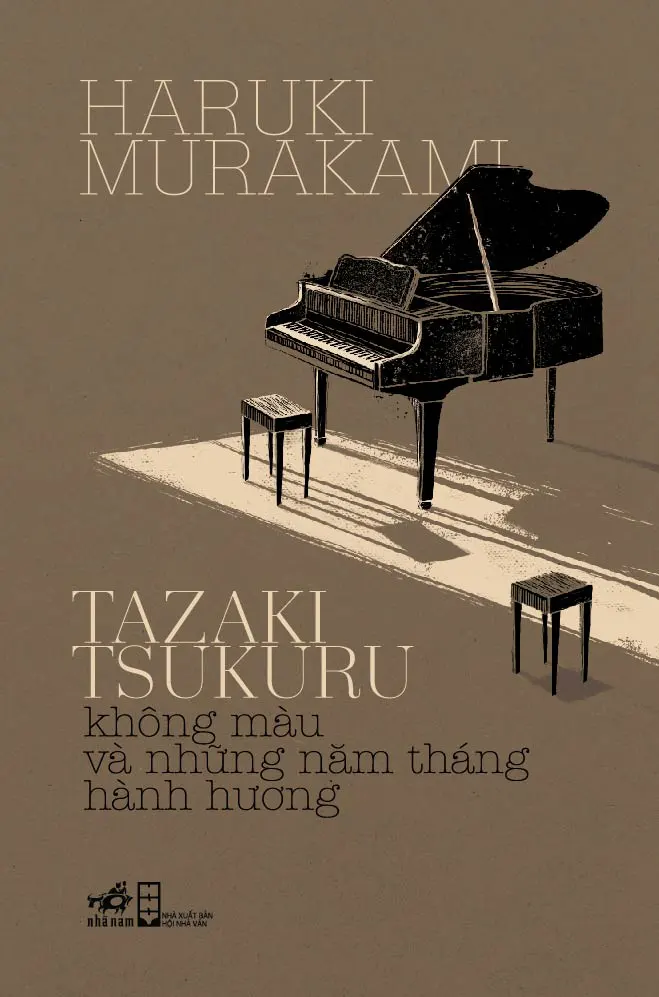 HARUKI
MURAKAMI
TAZAKI
TSUKURU
không màu
và những năm tháng
hành hương
nhã nam
NHÀ XUẤT BẢN
HỘI NHÀ VĂN